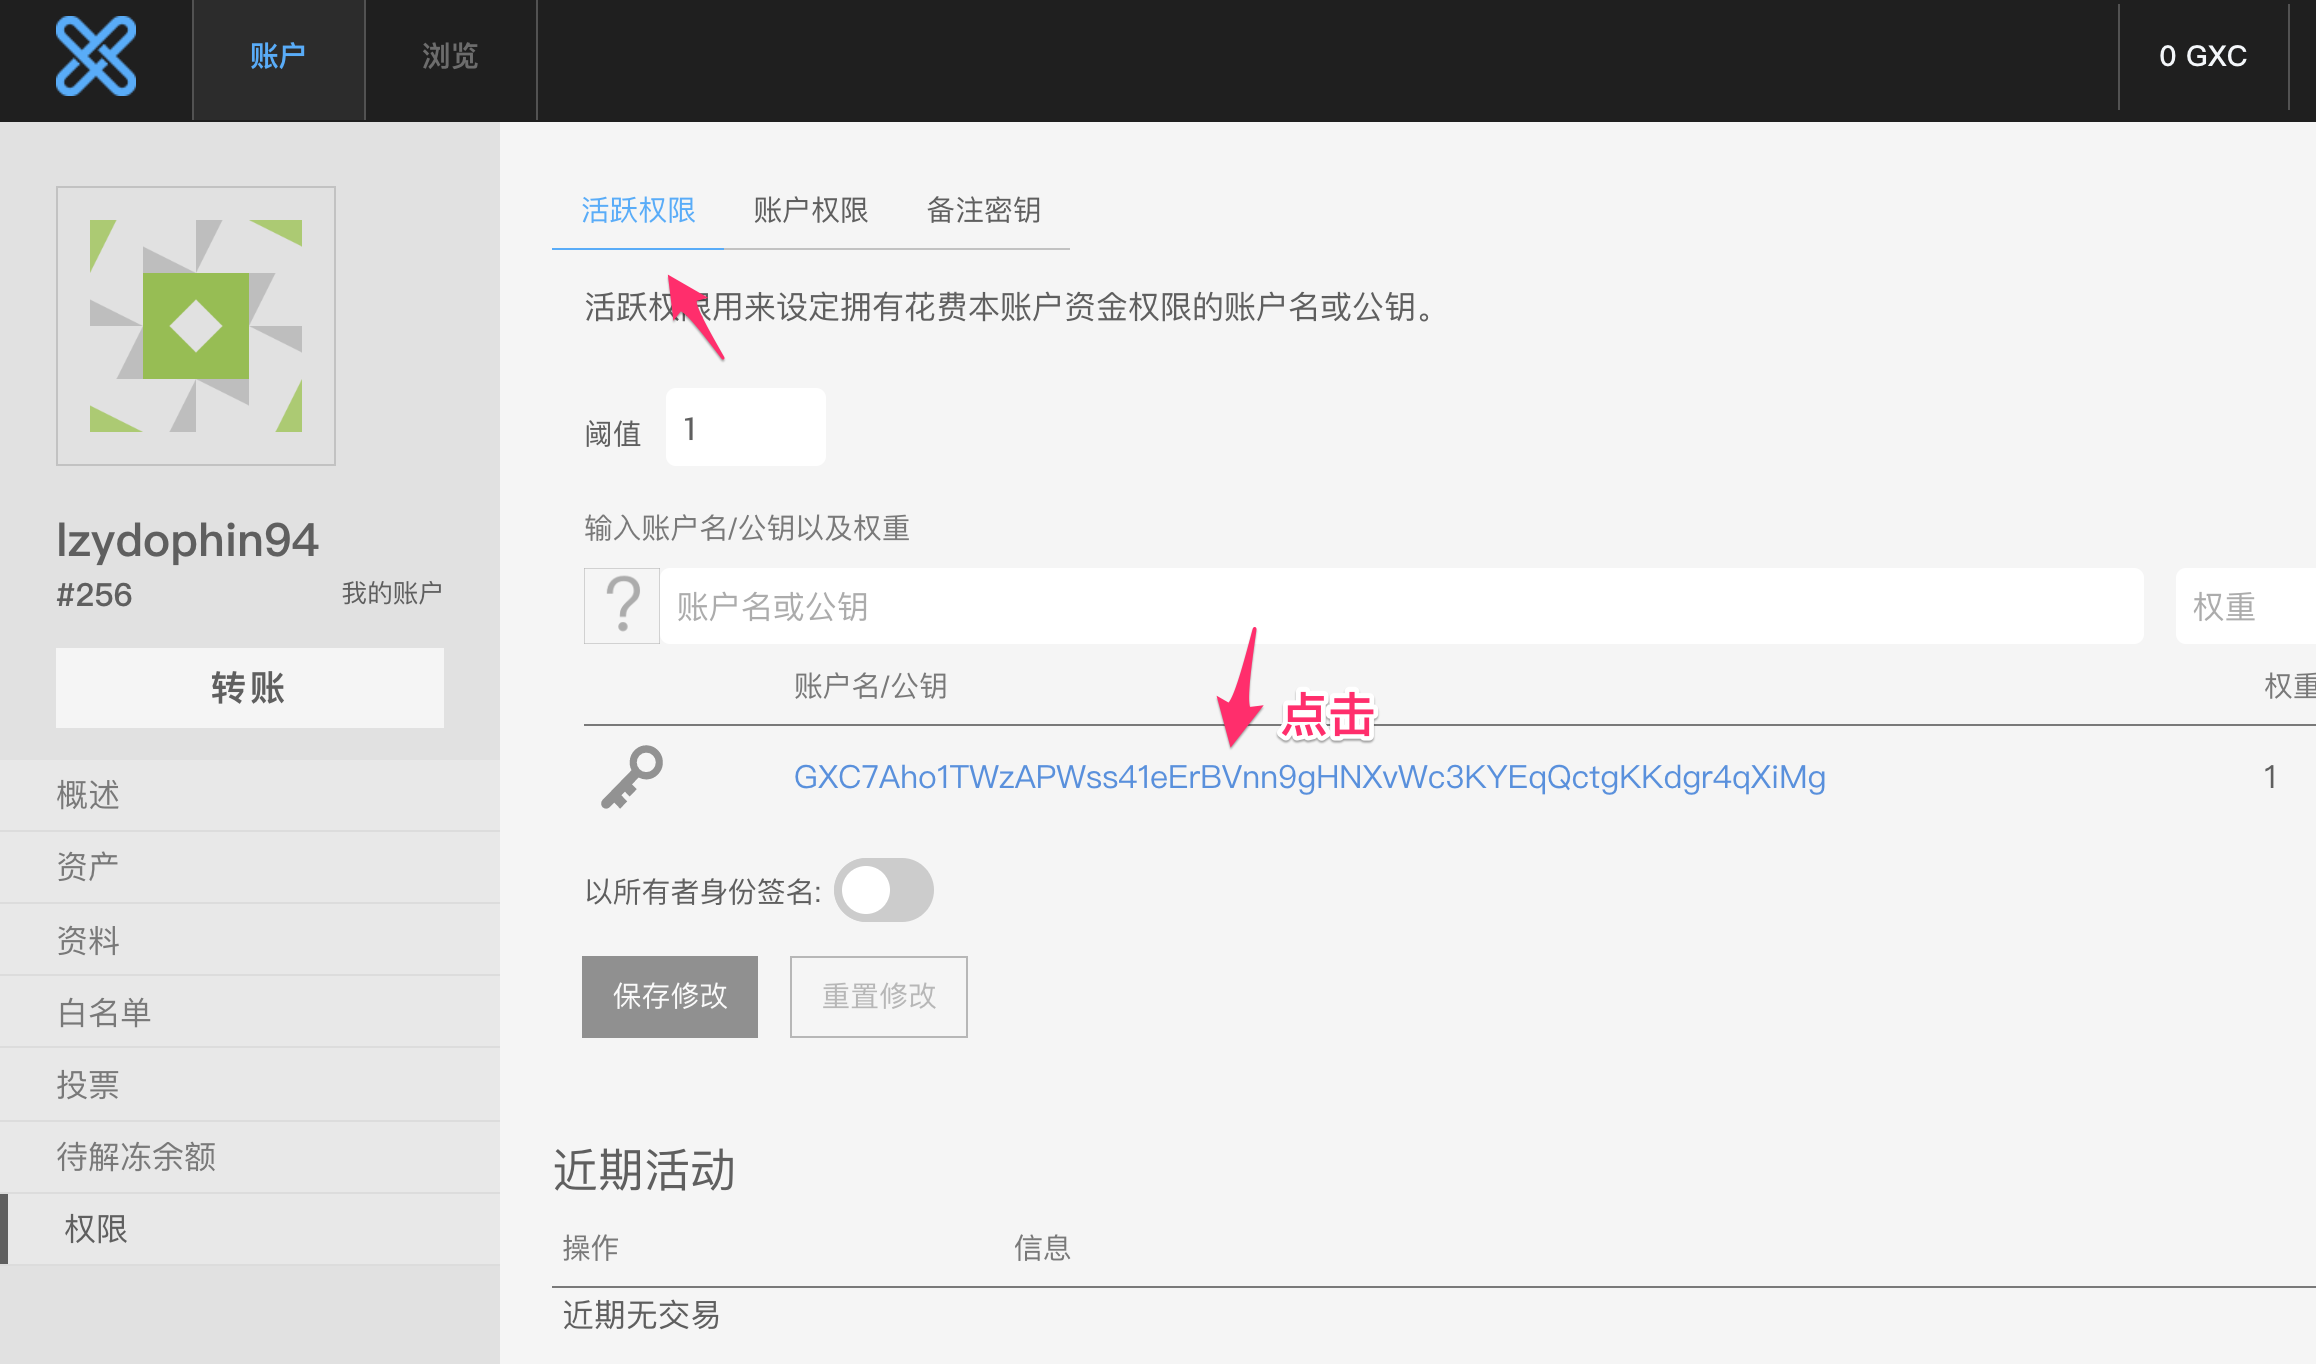 账户
浏览
0 GXC
活跃权限
账户权限
备注密钥
活跃权限用来设定拥有花费本账户资金权限的账户名或公钥。
阈值
1
输入账户名/公钥以及权重
账户名或公钥
权重
账户名/公钥
权重
点击
GXC7Aho1TWzAPWss41eErBVnn9gHNXvWc3KYEqQctgKKdgr4qXiMg
1
以所有者身份签名:
保存修改
重置修改
近期活动
操作
信息
近期无交易
lzydophin94
#256
我的账户
转账
概述
资产
资料
白名单
投票
待解冻余额
权限